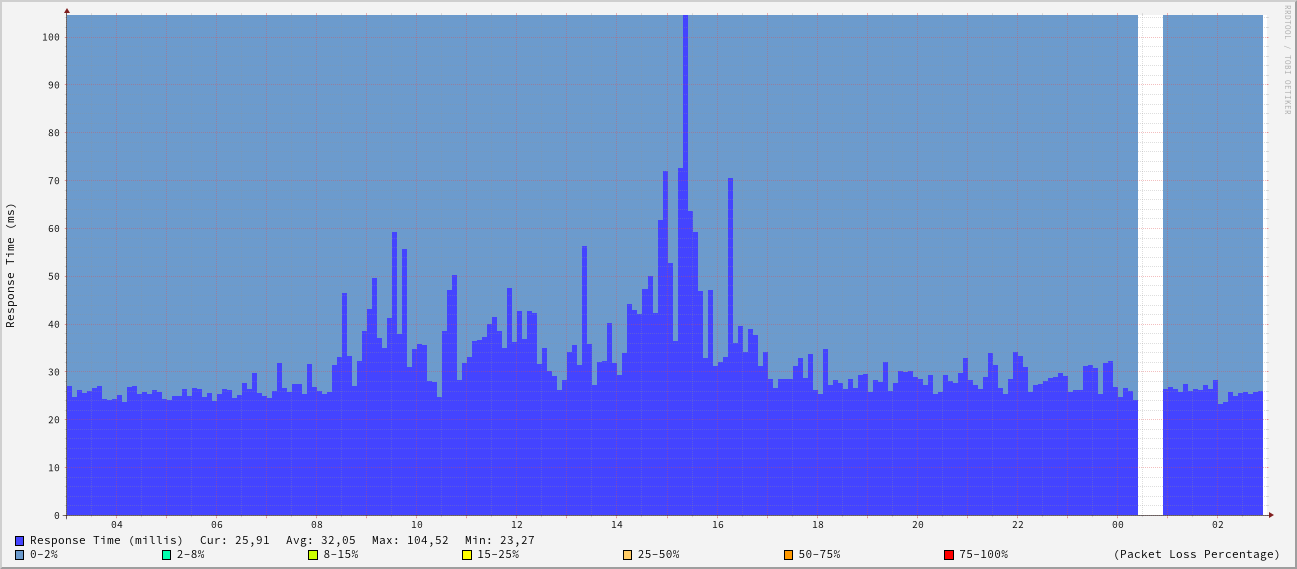 RRDTOOL / TOBI OETIKER
Response Time (ms)
100
90
80
70
60
50
40
30
20
10
0
04 06 08 10 12 14 16 18 20 22 00 02
Response Time (millis) Cur: 25,91 Avg: 32,05 Max: 104,52 Min: 23,27
0-2% 2-8% 8-15% 15-25% 25-50% 50-75% 75-100% (Packet Loss Percentage)